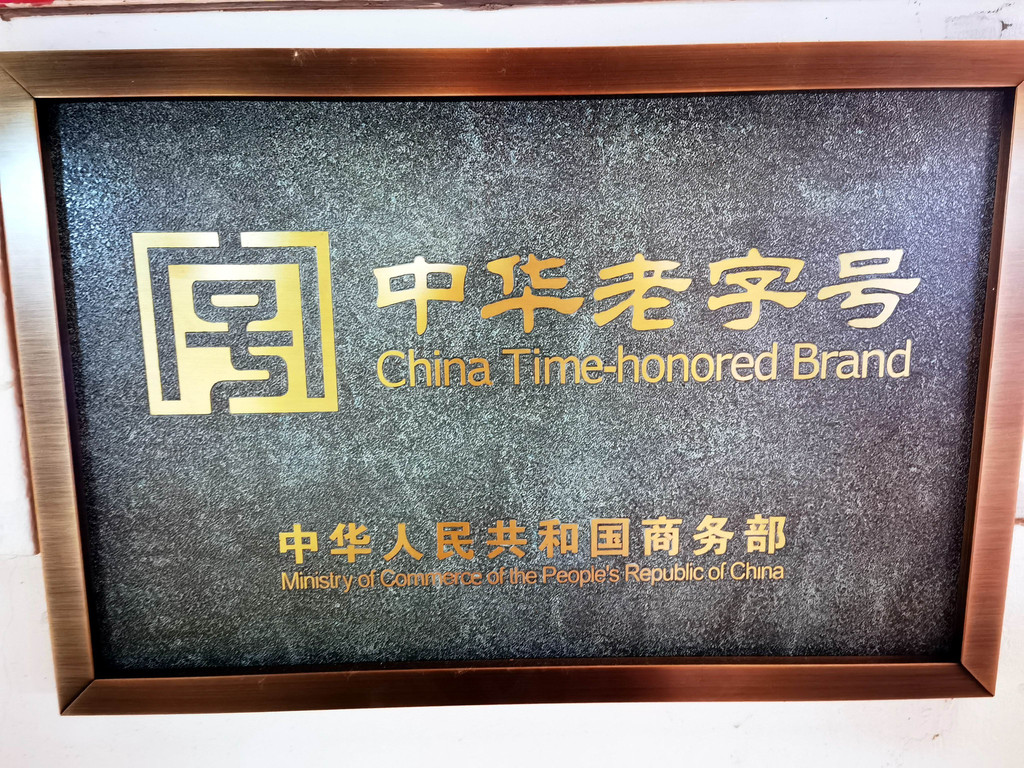 中华老字号
China Time-honored Brand
中华人民共和国商务部
Ministry of Commerce of the People's Republic of China